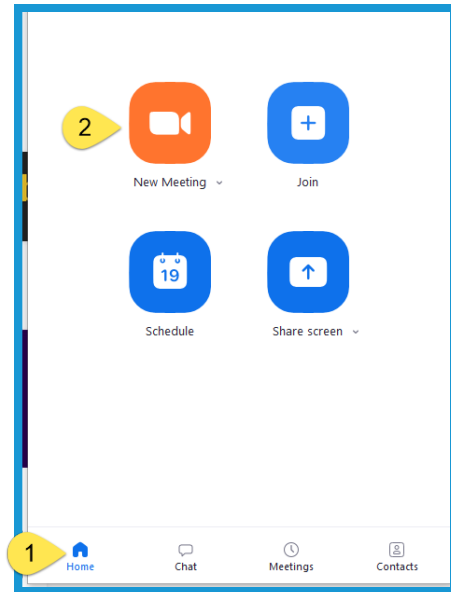 2
New Meeting
Join
19
Schedule
Share screen
1
Home
Chat
Meetings
Contacts